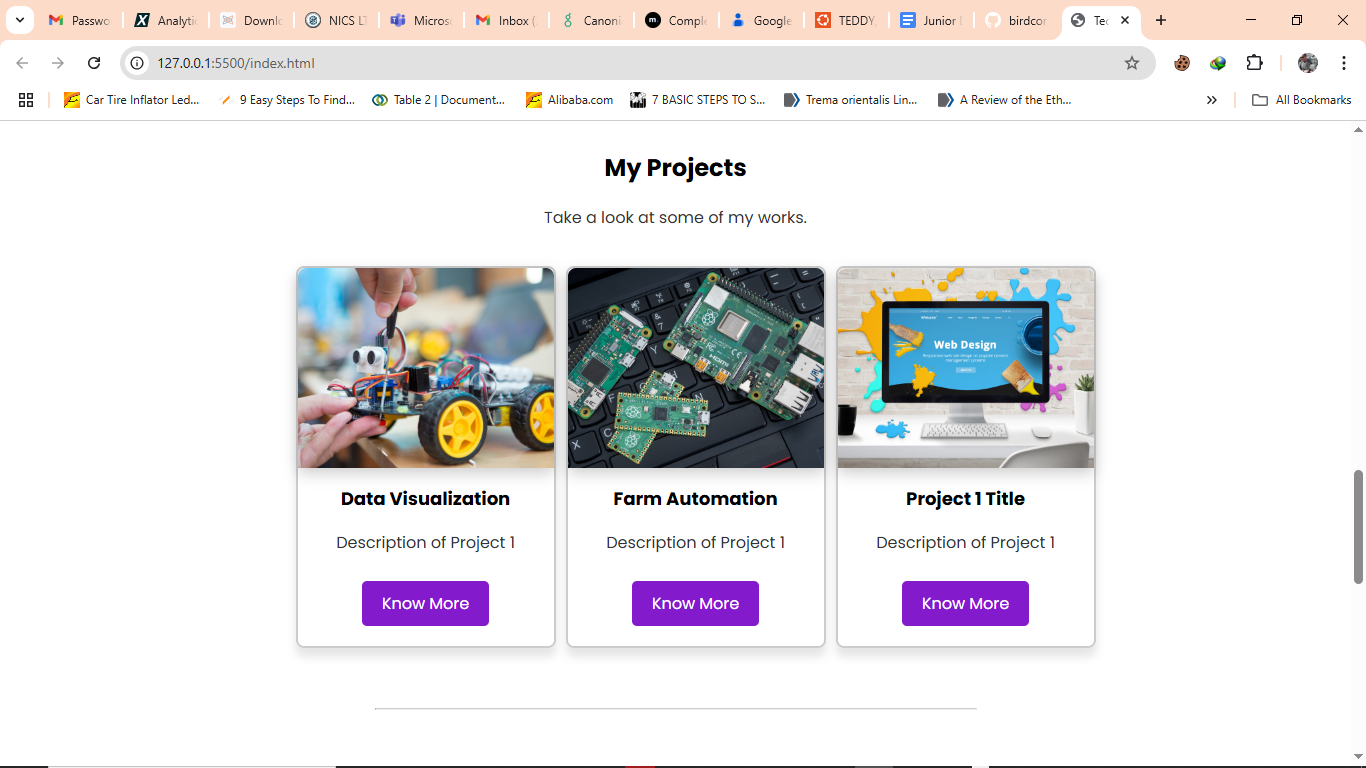 Passwo
Analytic
Downlo
NICS LT
Microso
Inbox (
Canoni
Comple
Google
TEDDY,
Junior
birdcor
Tec
127.0.0.1:5500/index.html
Car Tire Inflator Led...
9 Easy Steps To Find...
Table 2 | Document...
Alibaba.com
7 BASIC STEPS TO S...
Trema orientalis Lin...
A Review of the Eth...
All Bookmarks
My Projects
Take a look at some of my works.
Web Design
HDMI
Data Visualization
Farm Automation
Project 1 Title
Description of Project 1
Description of Project 1
Description of Project 1
Know More
Know More
Know More